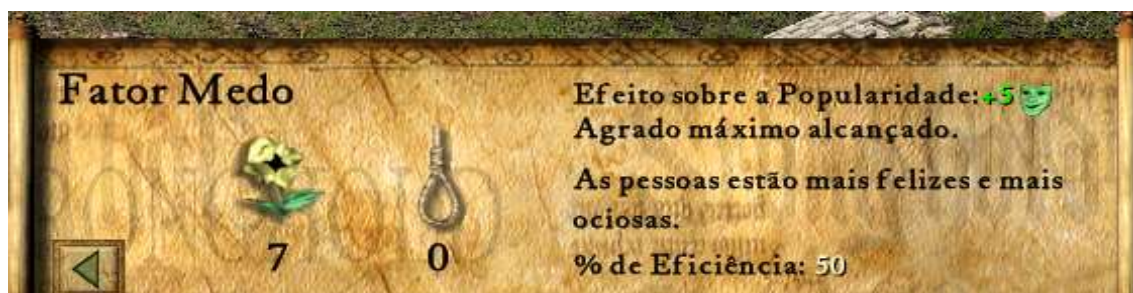 Fator Medo
7
0
Efeito sobre a Popularidade:+5
Agrado máximo alcançado.
As pessoas estão mais felizes e mais
ociosas.
% de Eficiência: 50